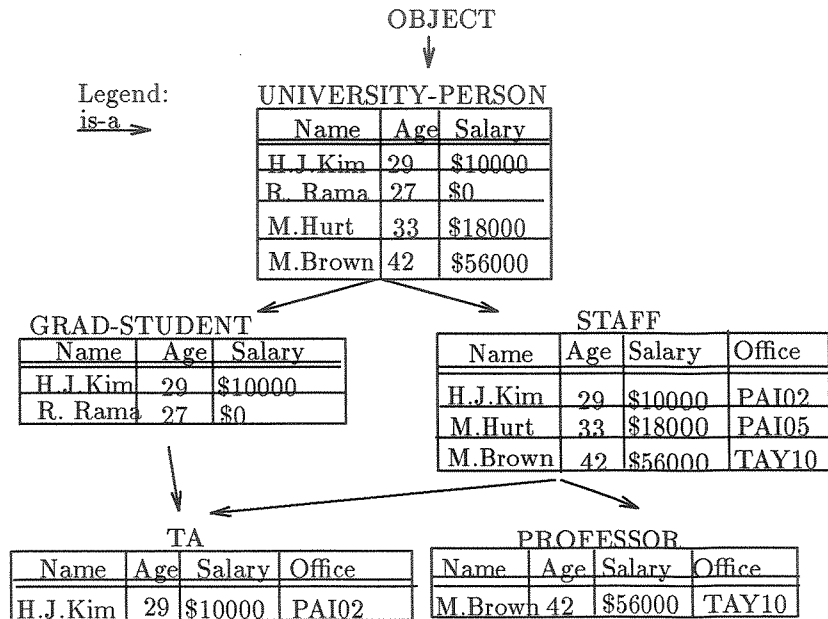 OBJECT
Legend:
is-a
UNIVERSITY-PERSON
Name Age Salary
H.J.Kim 29 $10000
R. Rama 27 $0
M.Hurt 33 $18000
M.Brown 42 $56000
GRAD-STUDENT
Name Age Salary
H.J.Kim 29 $10000
R. Rama 27 $0
STAFF
Name Age Salary Office
H.J.Kim 29 $10000 PAI02
M.Hurt 33 $18000 PAI05
M.Brown 42 $56000 TAY10
TA
Name Age Salary Office
H.J.Kim 29 $10000 PAI02
PROFESSOR
Name Age Salary Office
M.Brown 42 $56000 TAY10